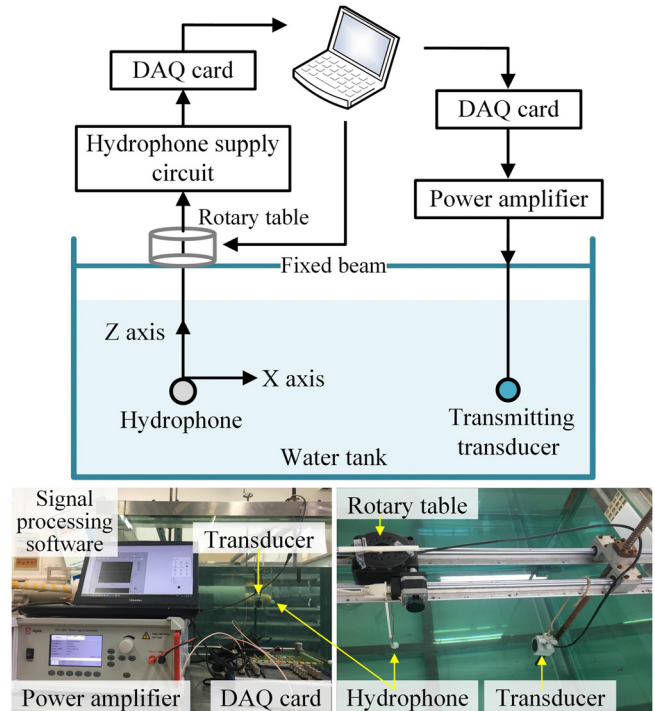 DAQ card
DAQ card
Hydrophone supply
circuit
Power amplifier
Rotary table
Fixed beam
Z axis
X axis
Hydrophone
Transmitting
transducer
Water tank
Signal
processing
software
Transducer
Power amplifier
DAQ card
Rotary table
Hydrophone
Transducer